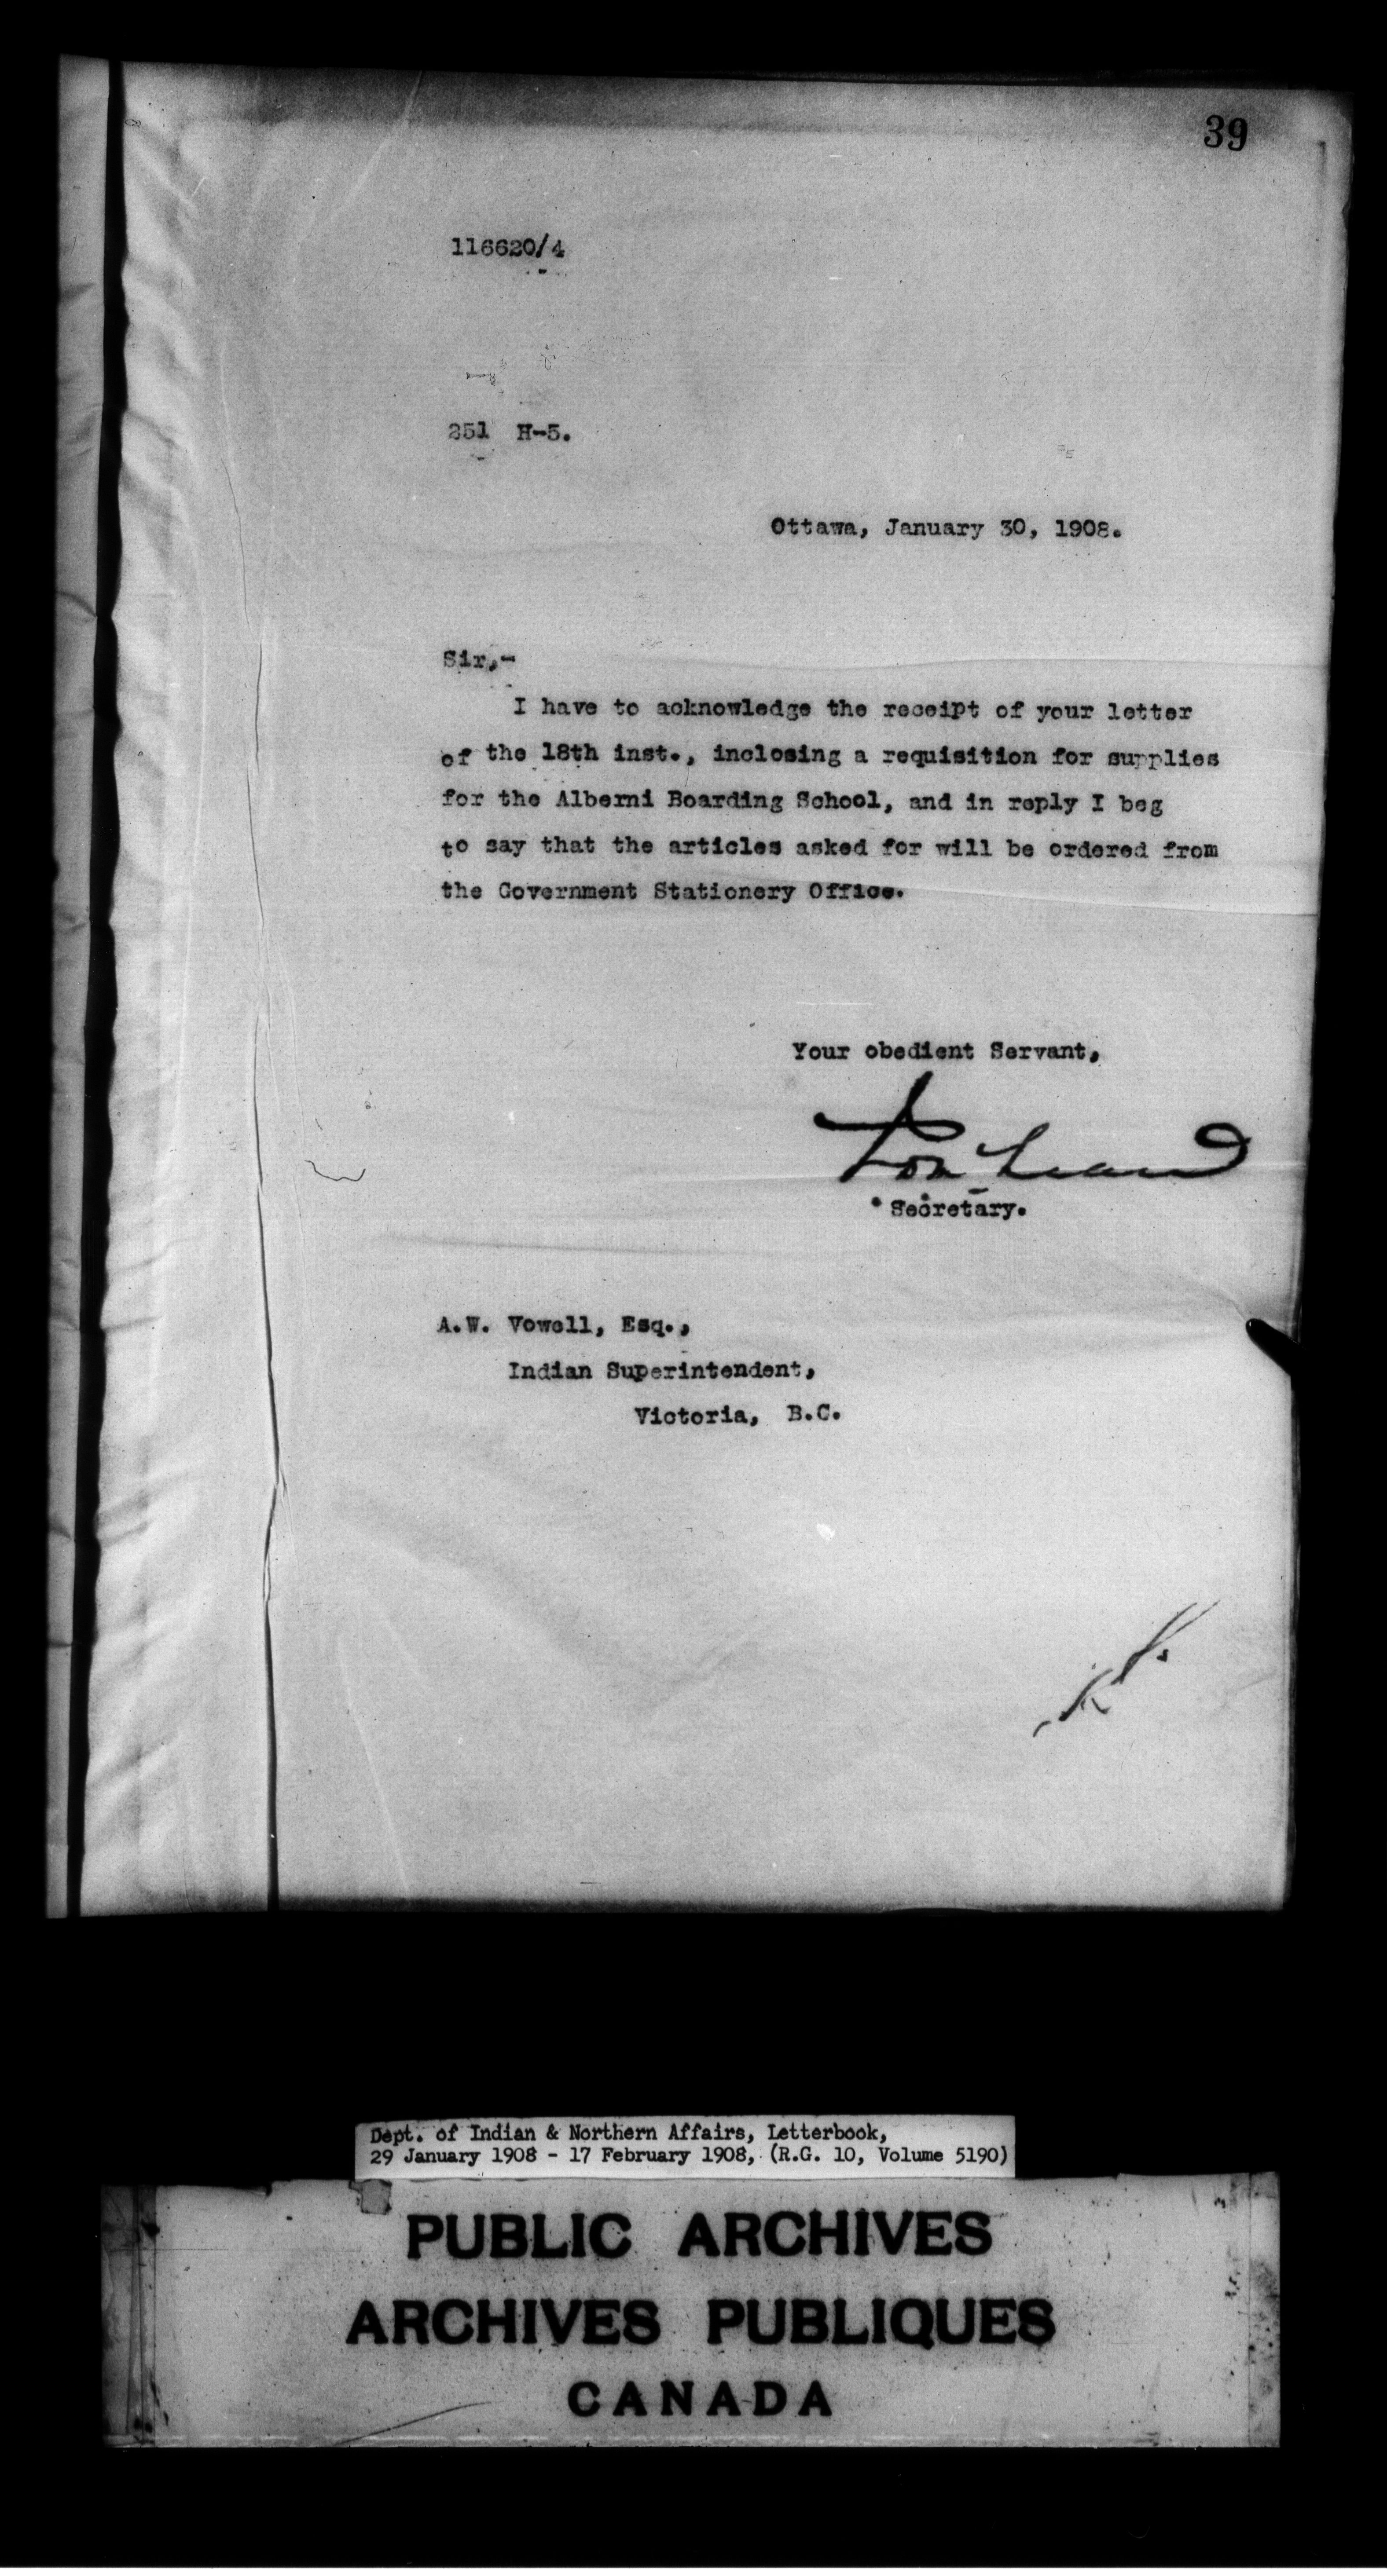 39
116620/4
251 H-5.
Ottawa, January 30, 1908.
Sir,-
I have to acknowledge the receipt of your letter
of the 18th inst., inclosing a requisition for supplies
for the Alberni Boarding School, and in reply I beg
to say that the articles asked for will be ordered from
the Government Stationery Office.
Your obedient Servant,
Secretary.
A.W. Vowell, Esq.,
Indian Superintendent,
Victoria, B.C.
Dept. of Indian & Northern Affairs, Letterbook,
29 January 1908 - 17 February 1908, (R.G. 10, Volume 5190)
PUBLIC ARCHIVES
ARCHIVES PUBLIQUES
CANADA